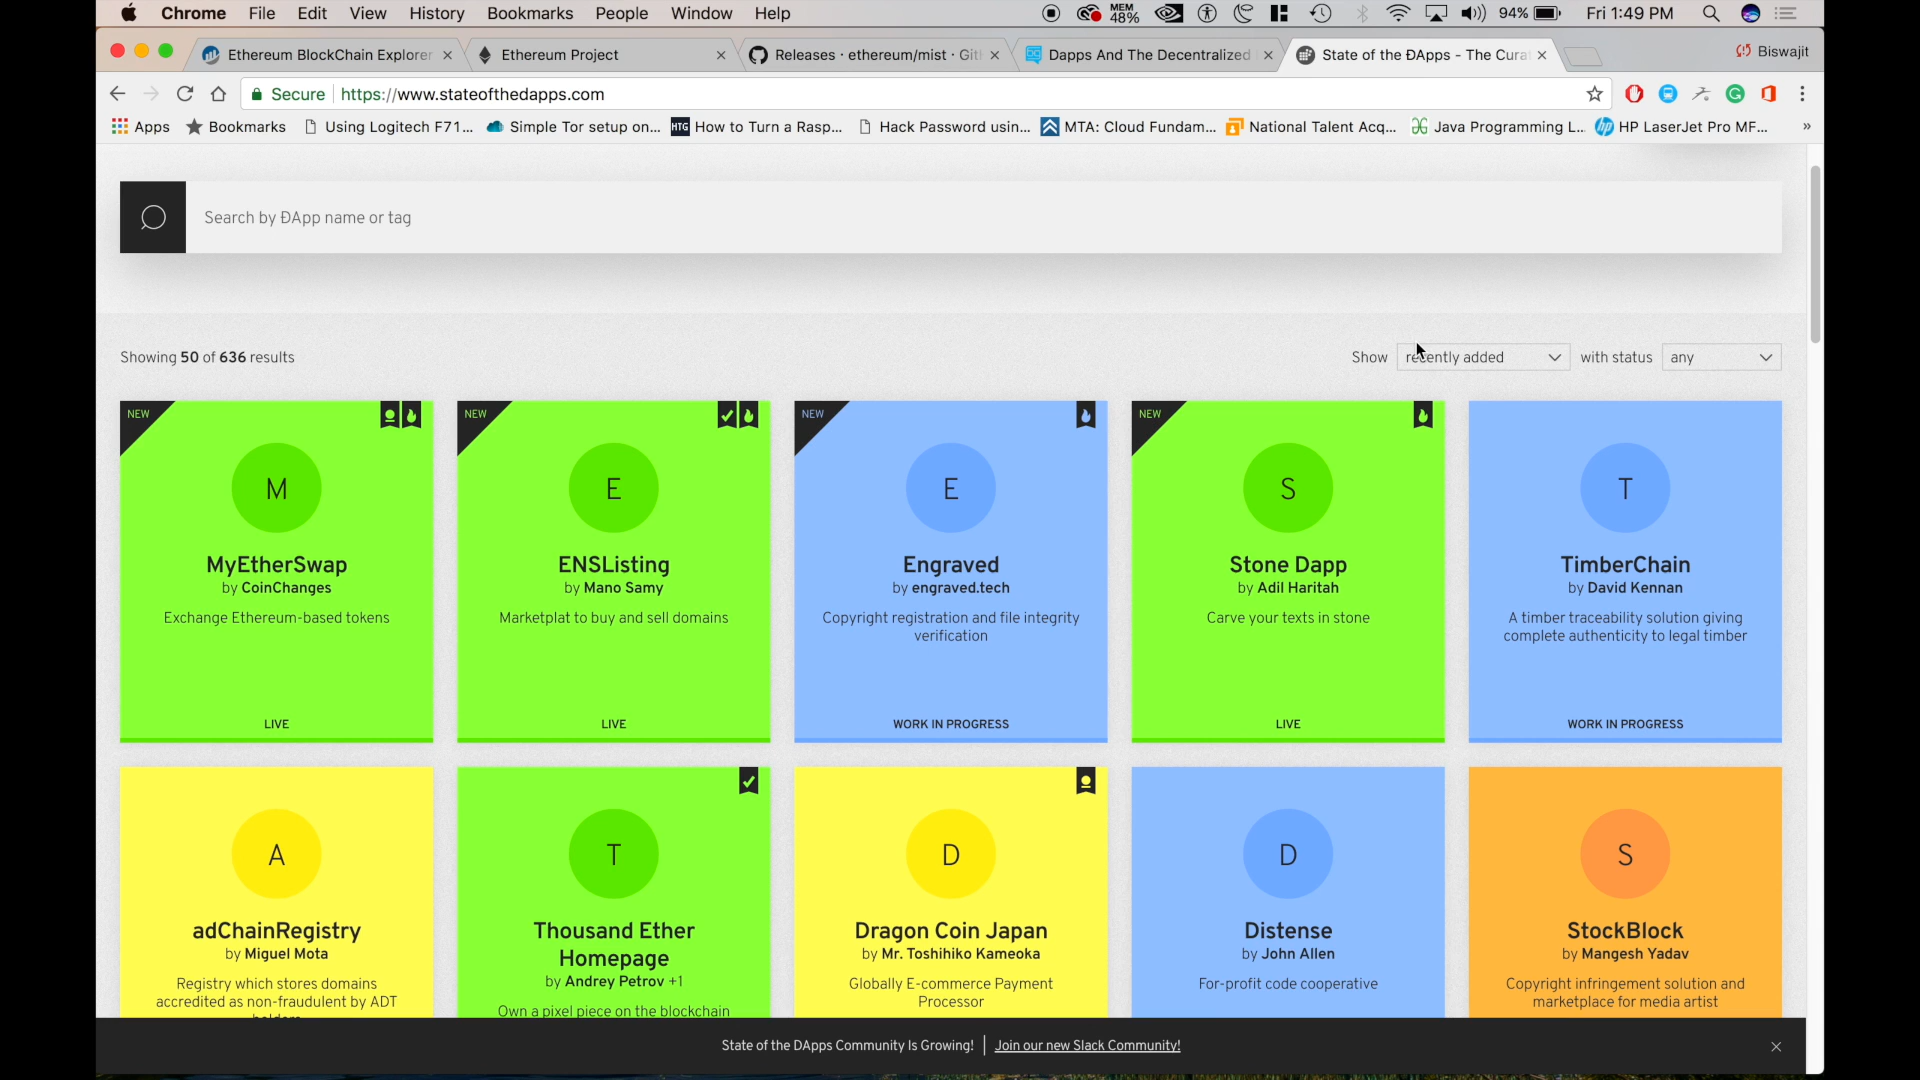 Chrome File Edit View History Bookmarks People Window Help MEM 48% 94% Fri 1:49 PM
Ethereum BlockChain Explorer Ethereum Project Releases · ethereum/mist · Git Dapps And The Decentralized State of the ÐApps - The Cura Biswajit
Secure https://www.stateofthedapps.com
Apps Bookmarks Using Logitech F71... Simple Tor setup on... HTG How to Turn a Rasp... Hack Password usin... MTA: Cloud Fundam... National Talent Acq... Java Programming L... hp HP LaserJet Pro MF... »
Search by ÐApp name or tag
Showing 50 of 636 results Show recently added with status any
NEW NEW NEW NEW
M E E S T
MyEtherSwap ENSListing Engraved Stone Dapp TimberChain
by CoinChanges by Mano Samy by engraved.tech by Adil Haritah by David Kennan
Exchange Ethereum-based tokens Marketplat to buy and sell domains Copyright registration and file integrity Carve your texts in stone A timber traceability solution giving
verification complete authenticity to legal timber
LIVE LIVE WORK IN PROGRESS LIVE WORK IN PROGRESS
A T D D S
adChainRegistry Thousand Ether Dragon Coin Japan Distense StockBlock
by Miguel Mota Homepage by Mr. Toshihiko Kameoka by John Allen by Mangesh Yadav
by Andrey Petrov +1
Registry which stores domains Globally E-commerce Payment For-profit code cooperative Copyright infringement solution and
accredited as non-fraudulent by ADT Own a pixel piece on the blockchain Processor marketplace for media artist
State of the DApps Community Is Growing! Join our new Slack Community!